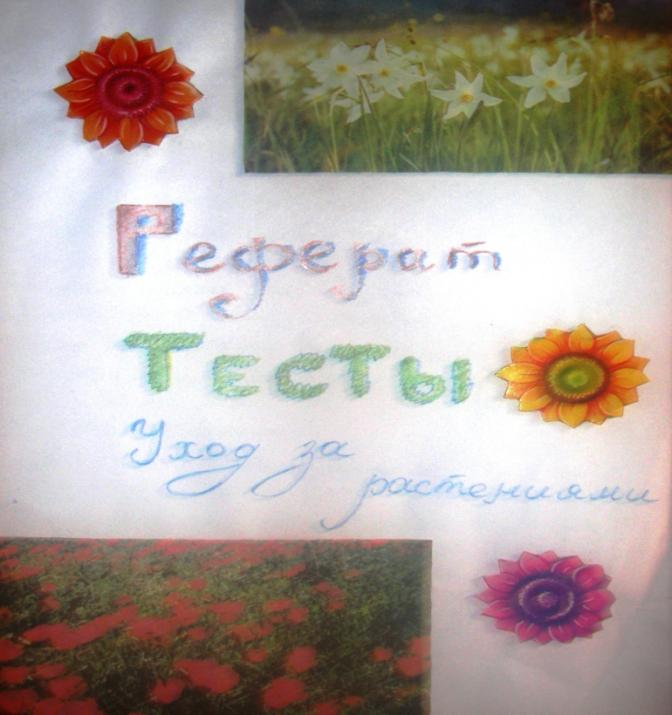 Реферат
Тесты
Уход за
растениями